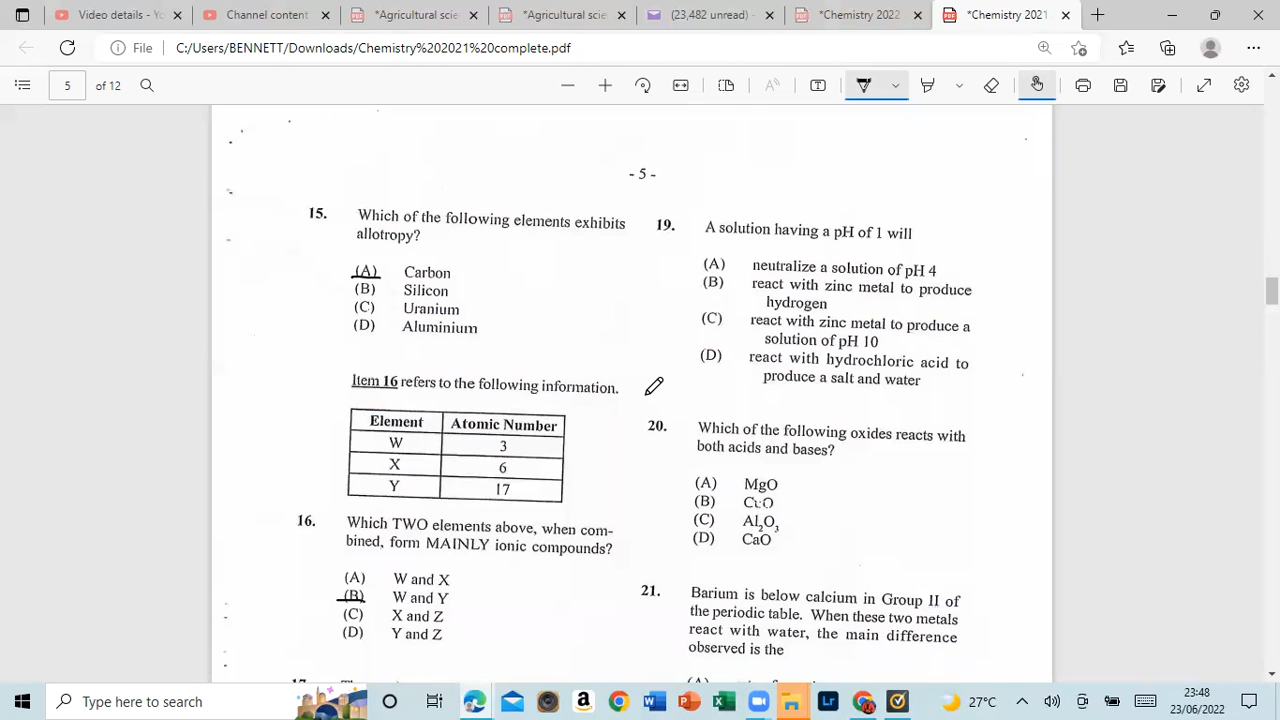 Video details - Yo
Content content
*Agricultural scien
*Agricultural scie
(23,482 unread) -
*Chemistry 2022
*Chemistry 2021
File
C:/Users/BENNETT/Downloads/Chemistry%202021%20complete.pdf
5
of 12
- 5 -
15. Which of the following elements exhibits
allotropy?
(A) Carbon
(B) Silicon
(C) Uranium
(D) Aluminium
Item 16 refers to the following information.
Element Atomic Number
W 3
X 6
Y 17
16. Which TWO elements above, when com-
bined, form MAINLY ionic compounds?
(A) W and X
(B) W and Y
(C) X and Z
(D) Y and Z
19. A solution having a pH of 1 will
(A) neutralize a solution of pH 4
(B) react with zinc metal to produce
hydrogen
(C) react with zinc metal to produce a
solution of pH 10
(D) react with hydrochloric acid to
produce a salt and water
20. Which of the following oxides reacts with
both acids and bases?
(A) MgO
(B) CuO
(C) Al₂O₃
(D) CaO
21. Barium is below calcium in Group II of
the periodic table. When these two metals
react with water, the main difference
observed is the
Type here to search
27°C
23:48
23/06/2022